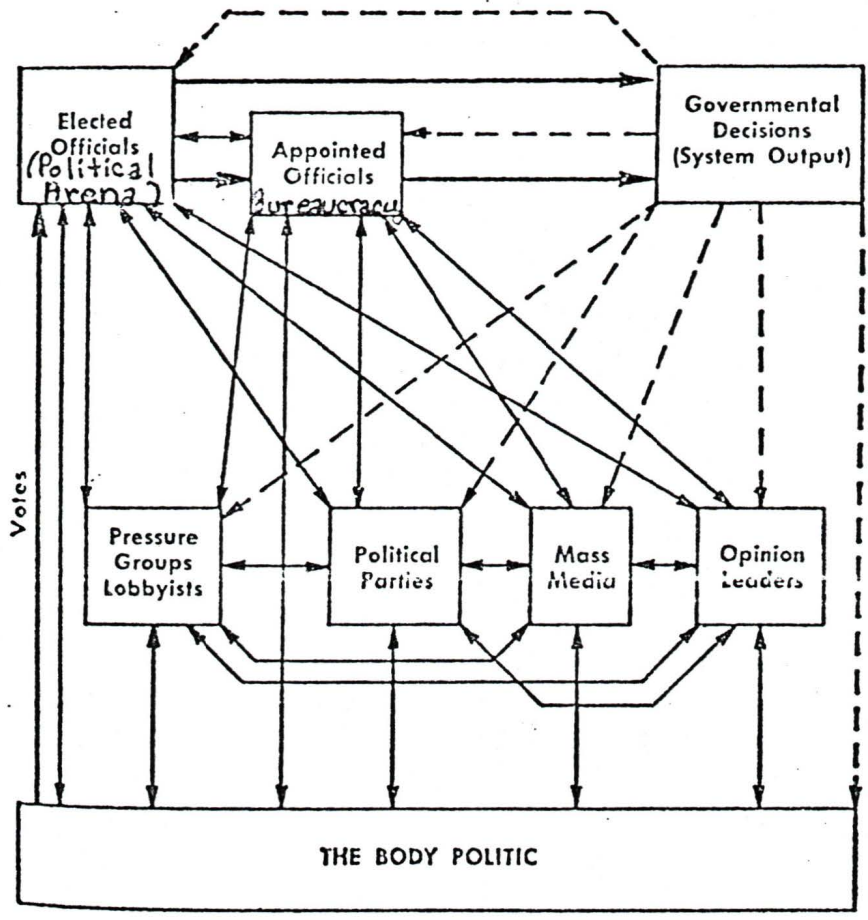 Elected
Officials
(Political
Arena)
Appointed
Officials
Bureaucracy
Governmental
Decisions
(System Output)
Votes
Pressure
Groups
Lobbyists
Political
Parties
Mass
Media
Opinion
Leaders
THE BODY POLITIC